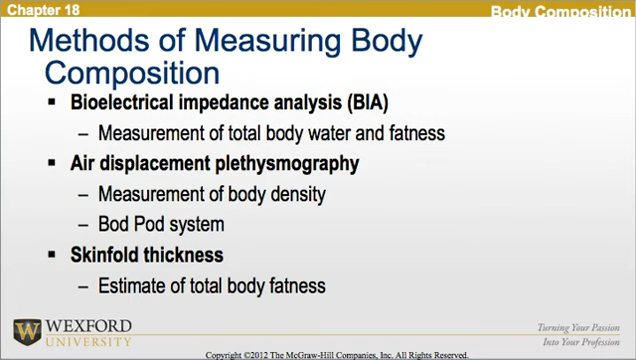 Chapter 18
Body Composition
Methods of Measuring Body
Composition
▪ Bioelectrical impedance analysis (BIA)
– Measurement of total body water and fatness
▪ Air displacement plethysmography
– Measurement of body density
– Bod Pod system
▪ Skinfold thickness
– Estimate of total body fatness
W WEXFORD
UNIVERSITY
Turning Your Passion
Into Your Profession
Copyright ©2012 The McGraw-Hill Companies, Inc. All Rights Reserved.